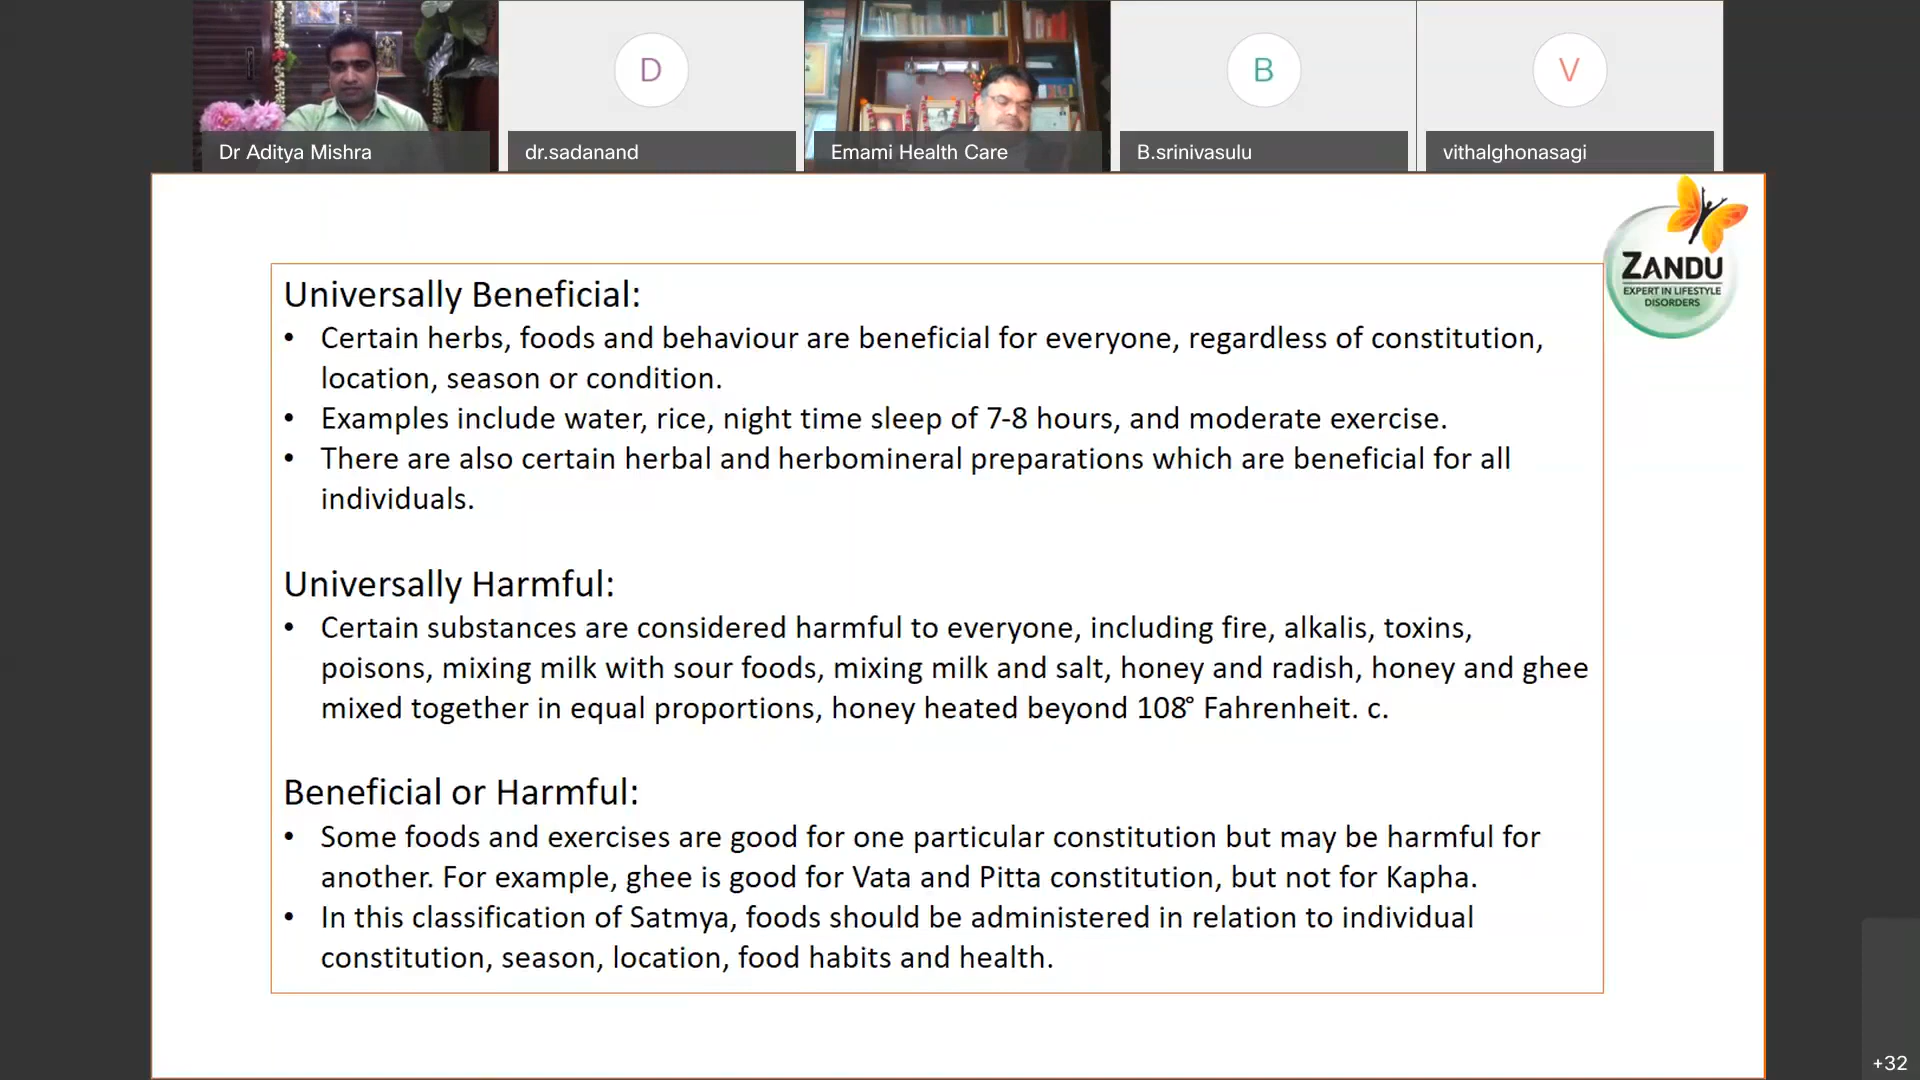 D
B
V
Dr Aditya Mishra
dr.sadanand
Emami Health Care
B.srinivasulu
vithalghonasagi
ZANDU
EXPERT IN LIFESTYLE
DISORDERS
Universally Beneficial:
• Certain herbs, foods and behaviour are beneficial for everyone, regardless of constitution,
location, season or condition.
• Examples include water, rice, night time sleep of 7-8 hours, and moderate exercise.
• There are also certain herbal and herbomineral preparations which are beneficial for all
individuals.
Universally Harmful:
• Certain substances are considered harmful to everyone, including fire, alkalis, toxins,
poisons, mixing milk with sour foods, mixing milk and salt, honey and radish, honey and ghee
mixed together in equal proportions, honey heated beyond 108° Fahrenheit. c.
Beneficial or Harmful:
• Some foods and exercises are good for one particular constitution but may be harmful for
another. For example, ghee is good for Vata and Pitta constitution, but not for Kapha.
• In this classification of Satmya, foods should be administered in relation to individual
constitution, season, location, food habits and health.
+32